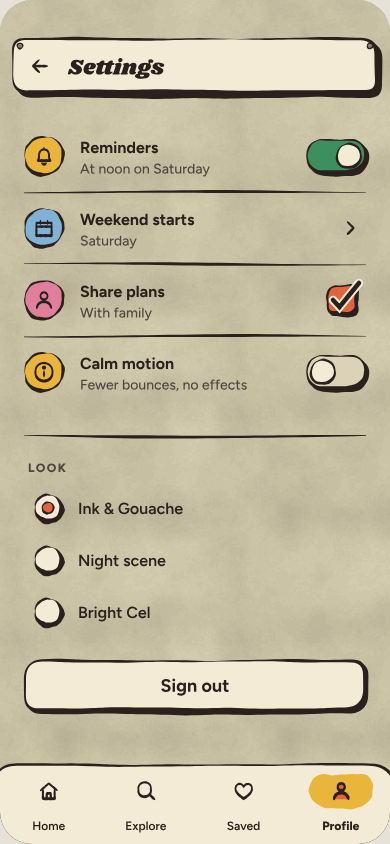 Settings
Reminders
At noon on Saturday
Weekend starts
Saturday
Share plans
With family
Calm motion
Fewer bounces, no effects
LOOK
Ink & Gouache
Night scene
Bright Cel
Sign out
Home
Explore
Saved
Profile